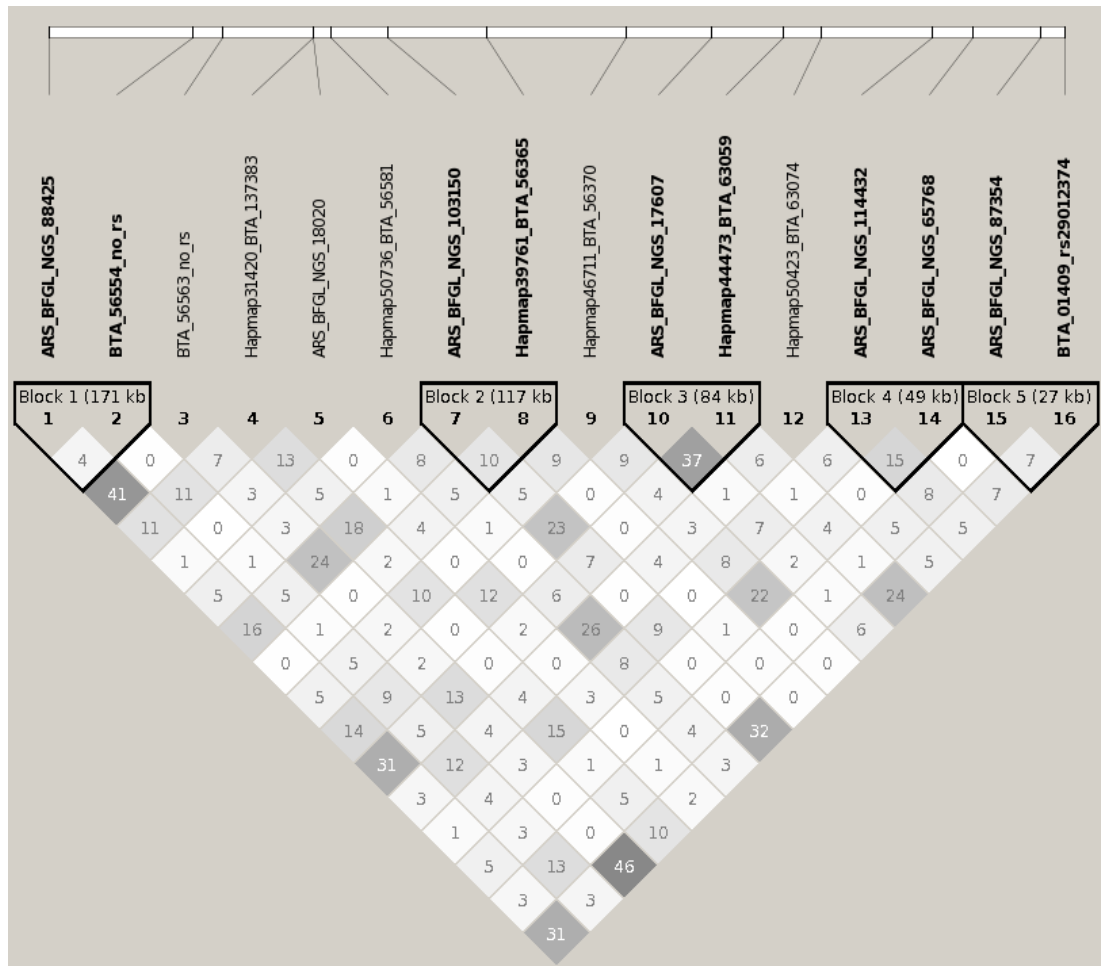 ARS_BFGL_NGS_88425
BTA_56554_no_rs
BTA_56563_no_rs
Hapmap31420_BTA_137383
ARS_BFGL_NGS_18020
Hapmap50736_BTA_56581
ARS_BFGL_NGS_103150
Hapmap39761_BTA_56365
Hapmap46711_BTA_56370
ARS_BFGL_NGS_17607
Hapmap44473_BTA_63059
Hapmap50423_BTA_63074
ARS_BFGL_NGS_114432
ARS_BFGL_NGS_65768
ARS_BFGL_NGS_87354
BTA_01409_rs29012374
Block 1 (171 kb Block 2 (117 kb Block 3 (84 kb) Block 4 (49 kb) Block 5 (27 kb)
1 2 3 4 5 6 7 8 9 10 11 12 13 14 15 16
4 0 7 13 0 8 10 9 9 37 6 6 15 0 7
41 11 3 5 1 5 5 0 4 1 1 0 8 7
11 0 3 18 4 1 23 0 3 7 4 5 5
1 1 24 2 0 0 7 4 8 2 1 5
5 5 0 10 12 6 0 0 22 1 24
16 1 2 0 2 26 9 1 0 6
0 5 2 0 0 8 0 0 0
5 9 13 4 3 5 0 0
14 5 4 15 0 4 32
31 12 3 1 1 3
3 4 0 5 2
1 3 0 10
5 13 46
3 3
31